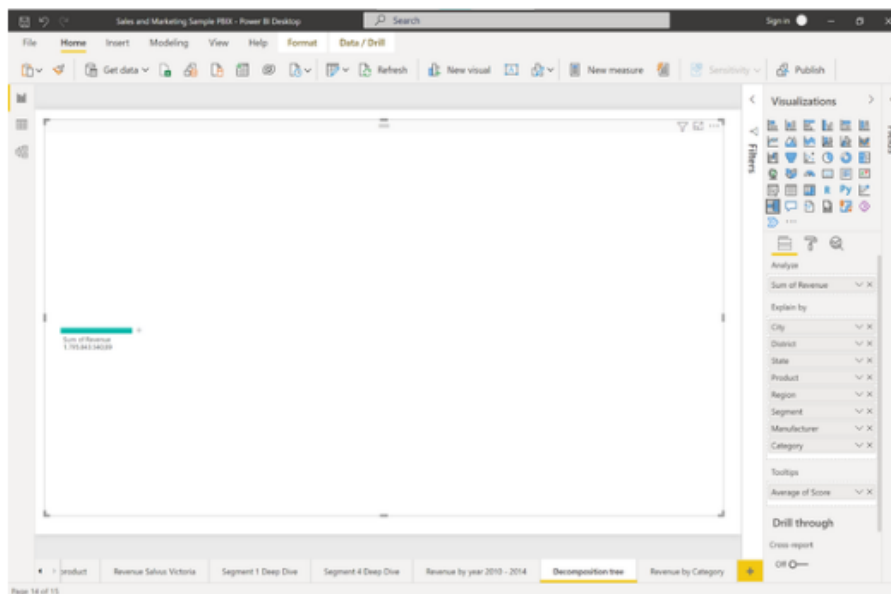 Sales and Marketing Sample PBIX - Power BI Desktop
Search
Sign in
File Home Insert Modeling View Help Format Data / Drill
Get data Refresh New visual New measure Sensitivity Publish
Filters
Visualizations
R Py
Analyze
Sum of Revenue
Explain by
City
District
State
Product
Region
Segment
Manufacturer
Category
Tooltips
Average of Score
Drill through
Cross-report
Off
Sum of Revenue
product Revenue Salvus Victoria Segment 1 Deep Dive Segment 4 Deep Dive Revenue by year 2010 - 2014 Decomposition tree Revenue by Category
Page 14 of 15